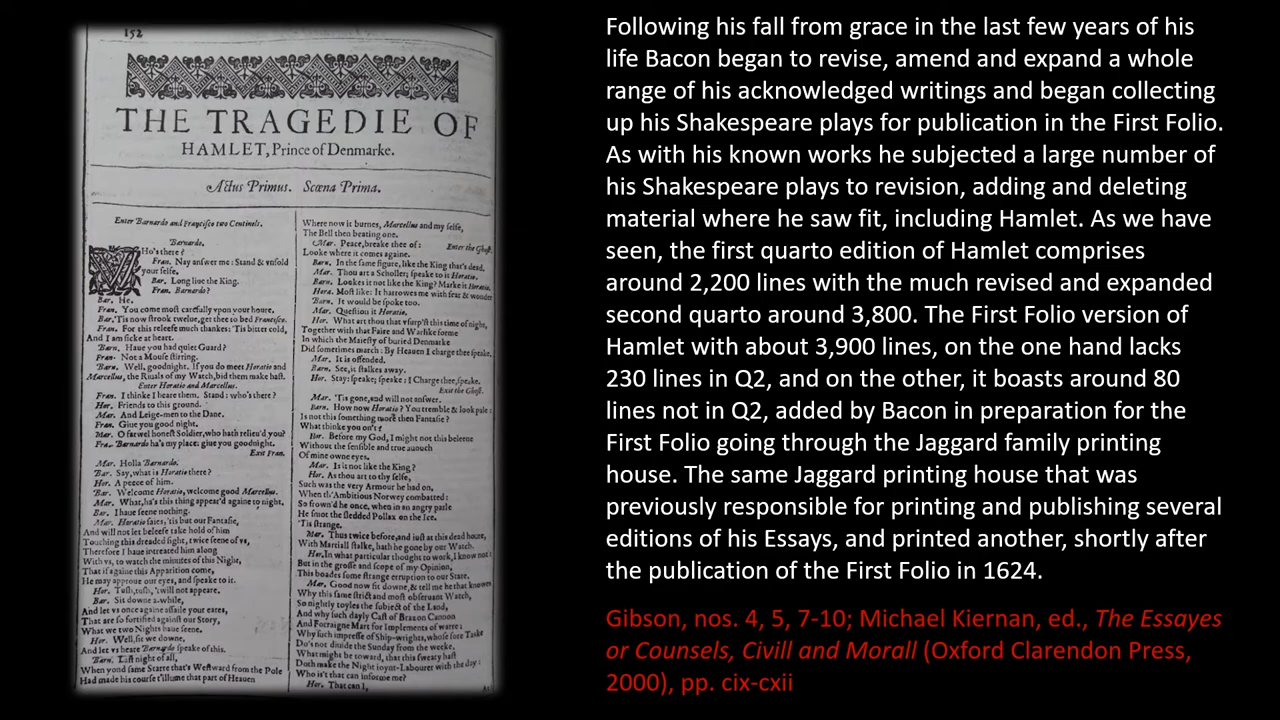 152
THE TRAGEDIE OF
HAMLET, Prince of Denmarke.
Actus Primus. Scœna Prima.
Enter Barnardo and Francisco two Centinels.
Barnardo.
Who's there?
Fran. Nay answer me: Stand & vnfold
your selfe.
Bar. Long liue the King.
Fran. Barnardo?
Bar. He.
Fran. You come most carefully vpon your houre.
Bar. 'Tis now strook twelue, get thee to bed Francisco.
Fran. For this releefe much thankes: 'Tis bitter cold,
And I am sicke at heart.
Barn. Haue you had quiet Guard?
Fran. Not a Mouse stirring.
Barn. Well, goodnight. If you do meet Horatio and
Marcellus, the Riuals of my Watch, bid them make hast.
Enter Horatio and Marcellus.
Fran. I thinke I heare them. Stand: who's there?
Hor. Friends to this ground.
Mar. And Leige-men to the Dane.
Fran. Giue you good night.
Mar. O farwel honest Soldier, who hath relieu'd you?
Fra. Barnardo ha's my place: giue you goodnight.
Exit Fran.
Mar. Holla Barnardo.
Bar. Say, what is Horatio there?
Hor. A peece of him.
Bar. Welcome Horatio, welcome good Marcellus.
Mar. What, ha's this thing appear'd againe to night.
Bar. I haue seene nothing.
Mar. Horatio saies, 'tis but our Fantasie,
And will not let beleefe take hold of him
Touching this dreaded sight, twice seene of vs,
Therefore I haue intreated him along
With vs, to watch the minutes of this Night,
That if againe this Apparition come,
He may approue our eyes, and speake to it.
Hor. Tush, tush, 'twill not appeare.
Bar. Sit downe a-while,
And let vs once againe assaile your eares,
That are so fortified against our Story,
What we two Nights haue seene.
Hor. Well, sit we downe,
And let vs heare Barnardo speake of this.
Barn. Last night of all,
When yond same Starre that's Westward from the Pole
Had made his course t'illume that part of Heauen
Where now it burnes, Marcellus and my selfe,
The Bell then beating one.
Mar. Peace, breake thee of: Enter the Ghost.
Looke where it comes againe.
Barn. In the same figure, like the King that's dead.
Mar. Thou art a Scholler; speake to it Horatio.
Barn. Lookes it not like the King? Marke it Horatio.
Hora. Most like: It harrowes me with fear & wonder
Barn. It would be spoke too.
Mar. Question it Horatio.
Hor. What art thou that vsurp'st this time of night,
Together with that Faire and Warlike forme
In which the Maiesty of buried Denmarke
Did sometimes march: By Heauen I charge thee speake.
Mar. It is offended.
Barn. See, it stalkes away.
Hor. Stay: speake; speake: I Charge thee, speake.
Exit the Ghost.
Mar. 'Tis gone, and will not answer.
Barn. How now Horatio? You tremble & look pale:
Is not this something more then Fantasie?
What thinke you on't?
Hor. Before my God, I might not this beleeue
Without the sensible and true auouch
Of mine owne eyes.
Mar. Is it not like the King?
Hor. As thou art to thy selfe,
Such was the very Armour he had on,
When th' Ambitious Norwey combatted:
So frown'd he once, when in an angry parle
He smot the sledded Pollax on the Ice.
'Tis strange.
Mar. Thus twice before, and iust at this dead houre,
With Martiall stalke, hath he gone by our Watch.
Hor. In what particular thought to work, I know not:
But in the grosse and scope of my Opinion,
This boades some strange erruption to our State.
Mar. Good now sit downe, & tell me he that knowes
Why this same strict and most obseruant Watch,
So nightly toyles the subiect of the Land,
And why such dayly Cast of Brazon Cannon
And Forraigne Mart for Implements of warre:
Why such impresse of Ship-wrights, whose sore Taske
Do's not diuide the Sunday from the weeke,
What might be toward, that this sweaty hast
Doth make the Night ioynt-Labourer with the day:
Who is't that can informe me?
Hor. That can I,
Following his fall from grace in the last few years of his
life Bacon began to revise, amend and expand a whole
range of his acknowledged writings and began collecting
up his Shakespeare plays for publication in the First Folio.
As with his known works he subjected a large number of
his Shakespeare plays to revision, adding and deleting
material where he saw fit, including Hamlet. As we have
seen, the first quarto edition of Hamlet comprises
around 2,200 lines with the much revised and expanded
second quarto around 3,800. The First Folio version of
Hamlet with about 3,900 lines, on the one hand lacks
230 lines in Q2, and on the other, it boasts around 80
lines not in Q2, added by Bacon in preparation for the
First Folio going through the Jaggard family printing
house. The same Jaggard printing house that was
previously responsible for printing and publishing several
editions of his Essays, and printed another, shortly after
the publication of the First Folio in 1624.
Gibson, nos. 4, 5, 7-10; Michael Kiernan, ed., The Essayes
or Counsels, Civill and Morall (Oxford Clarendon Press,
2000), pp. cix-cxii